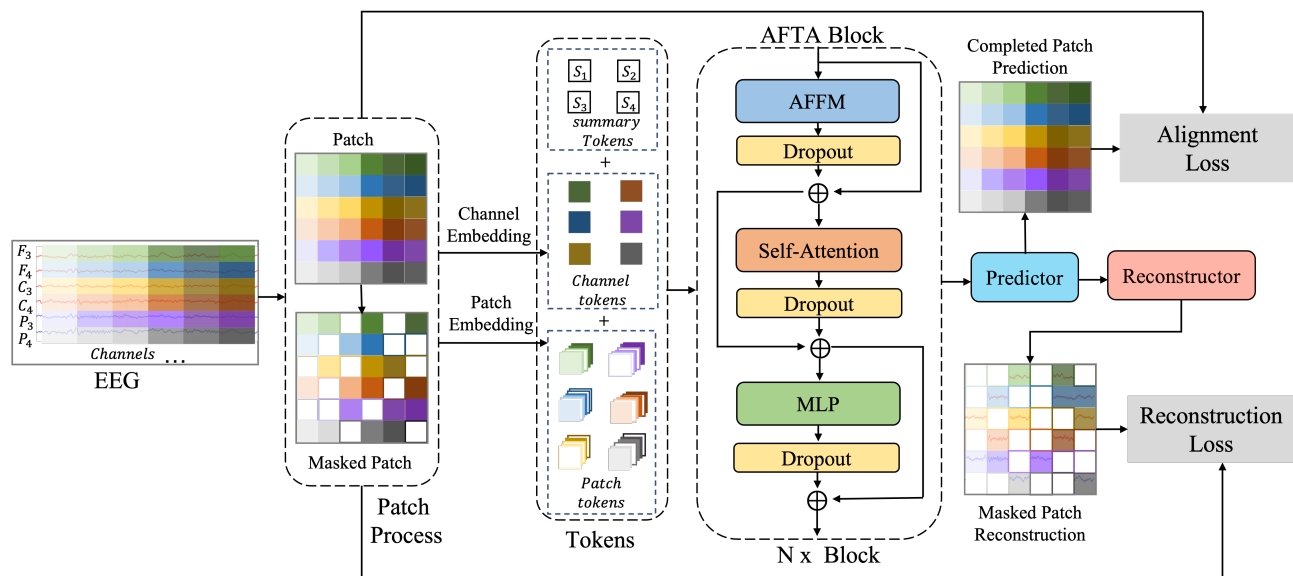 F3
F4
C3
C4
P3
P4
Channels ...
EEG
Patch
Masked Patch
Patch
Process
Channel
Embedding
Patch
Embedding
S1 S2
S3 S4
summary
Tokens
+
Channel
tokens
+
Patch
tokens
Tokens
AFTA Block
AFFM
Dropout
Self-Attention
Dropout
MLP
Dropout
N x Block
Completed Patch
Prediction
Predictor
Reconstructor
Masked Patch
Reconstruction
Alignment
Loss
Reconstruction
Loss